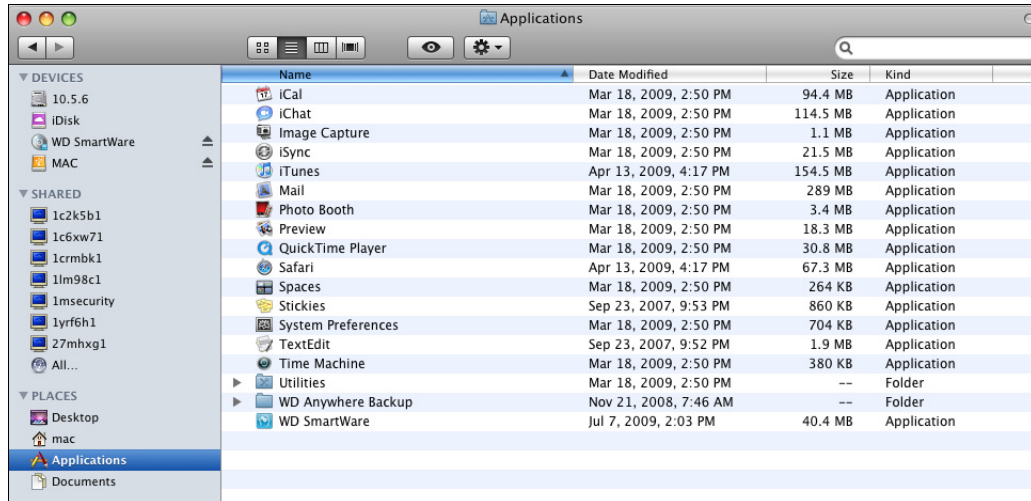 Applications
DEVICES
10.5.6
iDisk
WD SmartWare
MAC
SHARED
1c2k5b1
1c6xw71
1crmbk1
1lm98c1
1msecurity
1yrf6h1
27mhxg1
All...
PLACES
Desktop
mac
Applications
Documents
Name Date Modified Size Kind
iCal Mar 18, 2009, 2:50 PM 94.4 MB Application
iChat Mar 18, 2009, 2:50 PM 114.5 MB Application
Image Capture Mar 18, 2009, 2:50 PM 1.1 MB Application
iSync Mar 18, 2009, 2:50 PM 21.5 MB Application
iTunes Apr 13, 2009, 4:17 PM 154.5 MB Application
Mail Mar 18, 2009, 2:50 PM 289 MB Application
Photo Booth Mar 18, 2009, 2:50 PM 3.4 MB Application
Preview Mar 18, 2009, 2:50 PM 18.3 MB Application
QuickTime Player Mar 18, 2009, 2:50 PM 30.8 MB Application
Safari Apr 13, 2009, 4:17 PM 67.3 MB Application
Spaces Mar 18, 2009, 2:50 PM 264 KB Application
Stickies Sep 23, 2007, 9:53 PM 860 KB Application
System Preferences Mar 18, 2009, 2:50 PM 704 KB Application
TextEdit Sep 23, 2007, 9:52 PM 1.9 MB Application
Time Machine Mar 18, 2009, 2:50 PM 380 KB Application
Utilities Mar 18, 2009, 2:50 PM -- Folder
WD Anywhere Backup Nov 21, 2008, 7:46 AM -- Folder
WD SmartWare Jul 7, 2009, 2:03 PM 40.4 MB Application